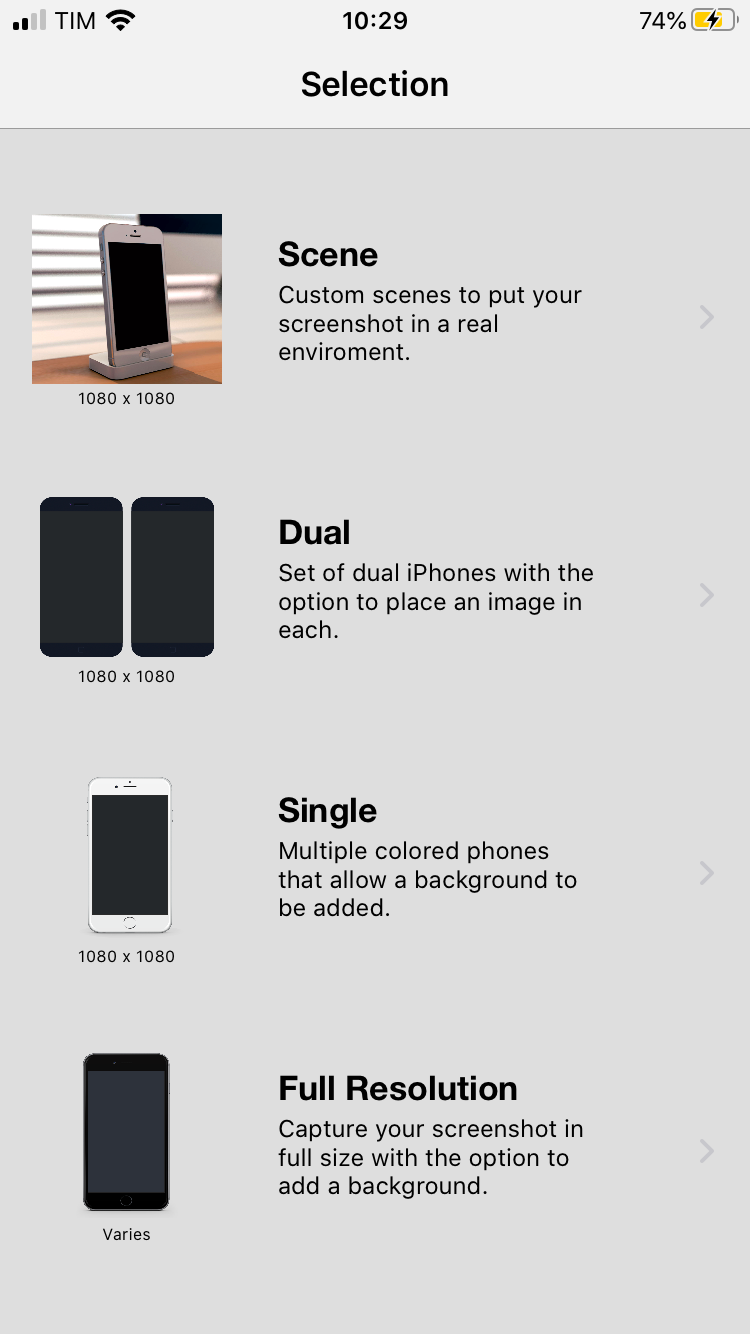 TIM 10:29 74%
Selection
Scene
Custom scenes to put your
screenshot in a real
enviroment.
1080 x 1080
Dual
Set of dual iPhones with the
option to place an image in
each.
1080 x 1080
Single
Multiple colored phones
that allow a background to
be added.
1080 x 1080
Full Resolution
Capture your screenshot in
full size with the option to
add a background.
Varies